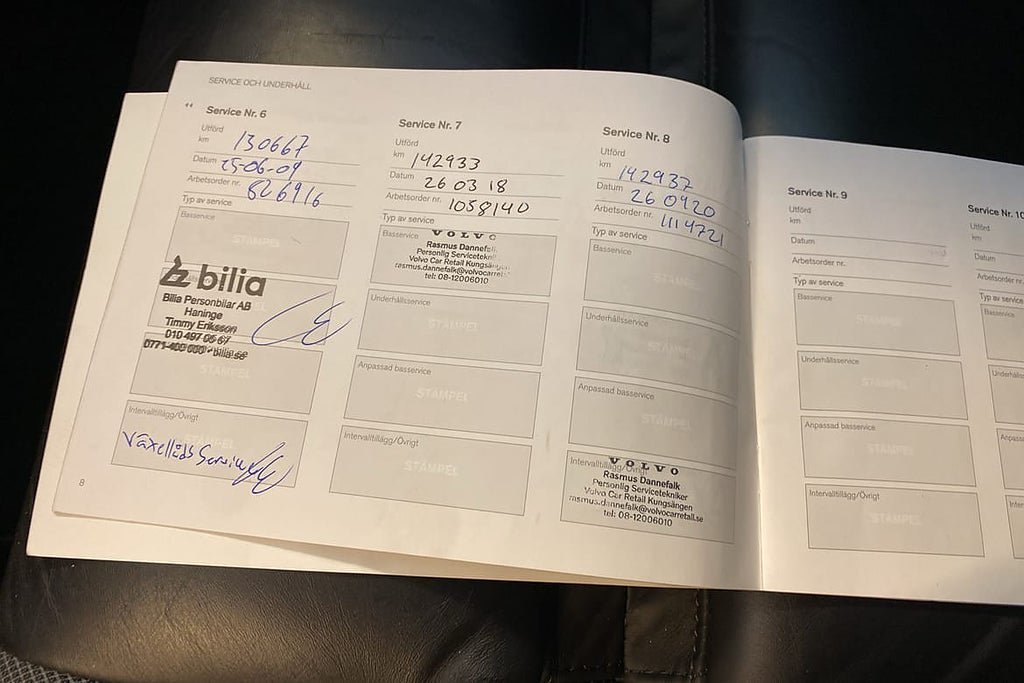 SERVICE OCH UNDERHÅLL
Service Nr. 6
Utförd
km 130667
Datum 25-06-09
Arbetsorder nr. 826916
Typ av service
Basservice
STÄMPEL
bilia
Bilia Personbilar AB
Haninge
Timmy Eriksson
010 497 05 67
0771-400 000 • bilia.se
STÄMPEL
Intervalltillägg/Övrigt
STÄMPEL
Växellåds Service
8
Service Nr. 7
Utförd
km 142933
Datum 26 03 18
Arbetsorder nr. 1058140
Typ av service
Basservice
VOLVO
Rasmus Dannefalk
Personlig Servicetekniker
Volvo Car Retail Kungsängen
rasmus.dannefalk@volvocarretail
tel: 08-12006010
Underhållsservice
STÄMPEL
Anpassad basservice
STÄMPEL
Intervalltillägg/Övrigt
STÄMPEL
Service Nr. 8
Utförd
km 142937
Datum 260420
Arbetsorder nr. 1114721
Typ av service
Basservice
STÄMPEL
Underhållsservice
STÄMPEL
Anpassad basservice
STÄMPEL
Intervalltillägg/Övrigt
VOLVO
Rasmus Dannefalk
Personlig Servicetekniker
Volvo Car Retail Kungsängen
rasmus.dannefalk@volvocarretail.se
tel: 08-12006010
Service Nr. 9
Utförd
km
Datum
Arbetsorder nr.
Typ av service
Basservice
STÄMPEL
Underhållsservice
STÄMPEL
Anpassad basservice
STÄMPEL
Intervalltillägg/Övrigt
STÄMPEL
Service Nr. 10
Utförd
km
Datum
Arbetsorder nr.
Typ av service
Basservice